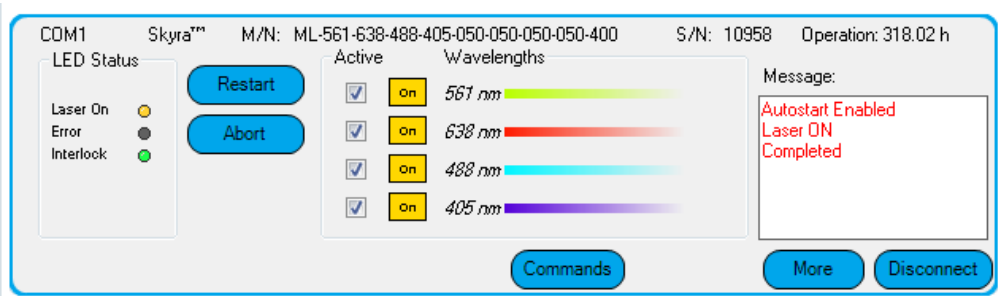 COM1 Skyra™ M/N: ML-561-638-488-405-050-050-050-050-400 S/N: 10958 Operation: 318.02 h
LED Status
Laser On
Error
Interlock
Restart
Abort
Active Wavelengths
On 561 nm
On 638 nm
On 488 nm
On 405 nm
Message:
Autostart Enabled
Laser ON
Completed
Commands
More
Disconnect